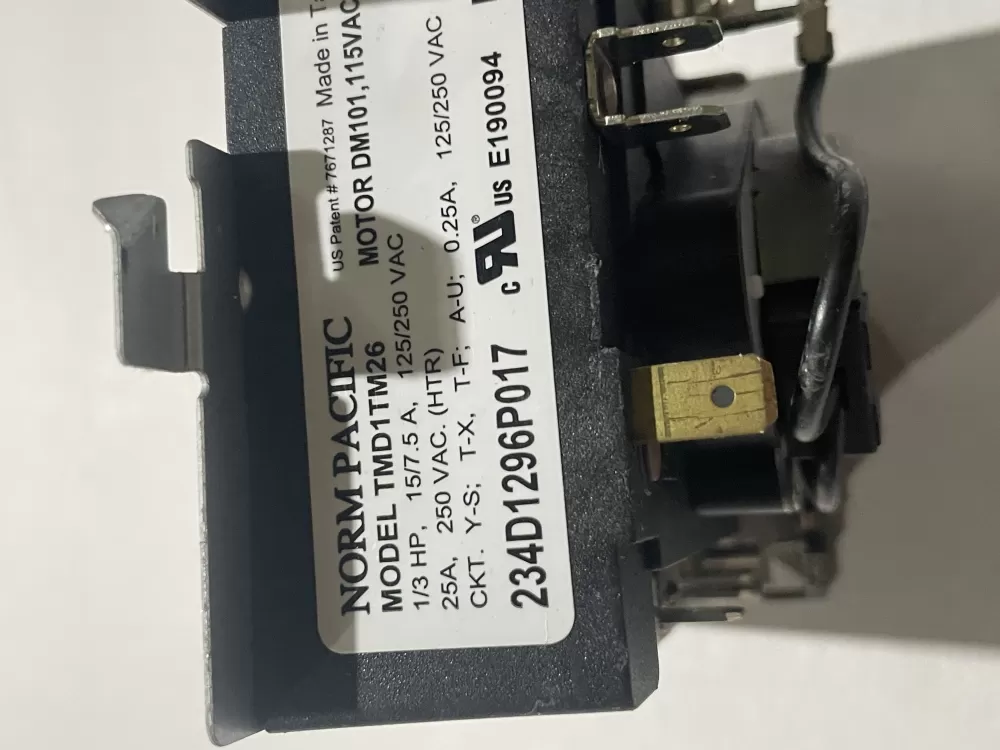 NORM PACIFIC US Patent # 7671287 Made in
MODEL TMD1TM26 MOTOR DM101,115VAC
1/3 HP, 15/7.5 A, 125/250 VAC
25A, 250 VAC. (HTR)
CKT. Y-S; T-X, T-F; A-U; 0.25A, 125/250 VAC
234D1296P017 c RU ® US E190094